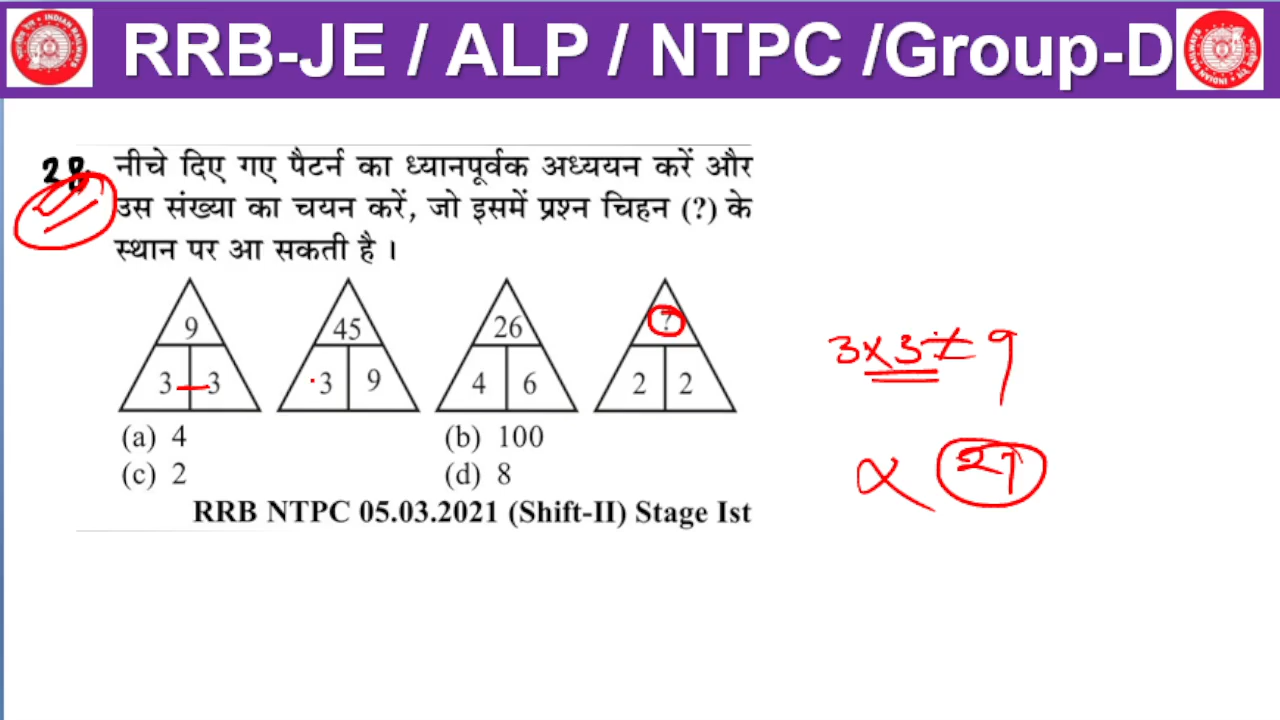 RRB-JE / ALP / NTPC /Group-D
28. नीचे दिए गए पैटर्न का ध्यानपूर्वक अध्ययन करें और
उस संख्या का चयन करें, जो इसमें प्रश्न चिहन (?) के
स्थान पर आ सकती है ।
9 45 26 ?
3 3 3 9 4 6 2 2
3×3 = 9
27
(a) 4 (b) 100
(c) 2 (d) 8
RRB NTPC 05.03.2021 (Shift-II) Stage Ist